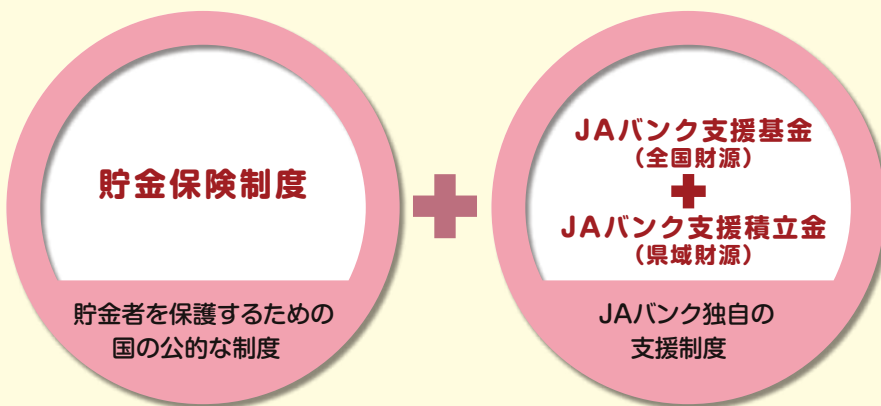 貯金保険制度
貯金者を保護するための
国の公的な制度
JAバンク支援基金
（全国財源）
+
JAバンク支援積立金
（県域財源）
JAバンク独自の
支援制度